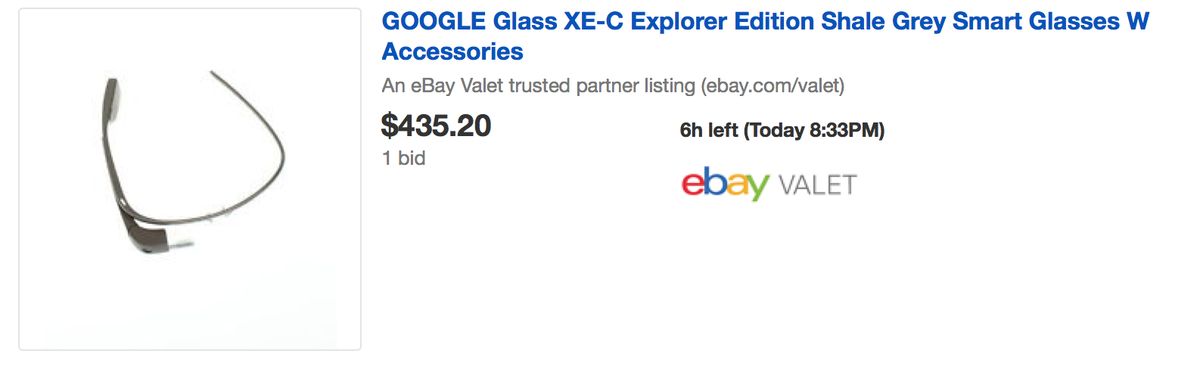 GOOGLE Glass XE-C Explorer Edition Shale Grey Smart Glasses W
Accessories
An eBay Valet trusted partner listing (ebay.com/valet)
$435.20
6h left (Today 8:33PM)
1 bid
ebay VALET